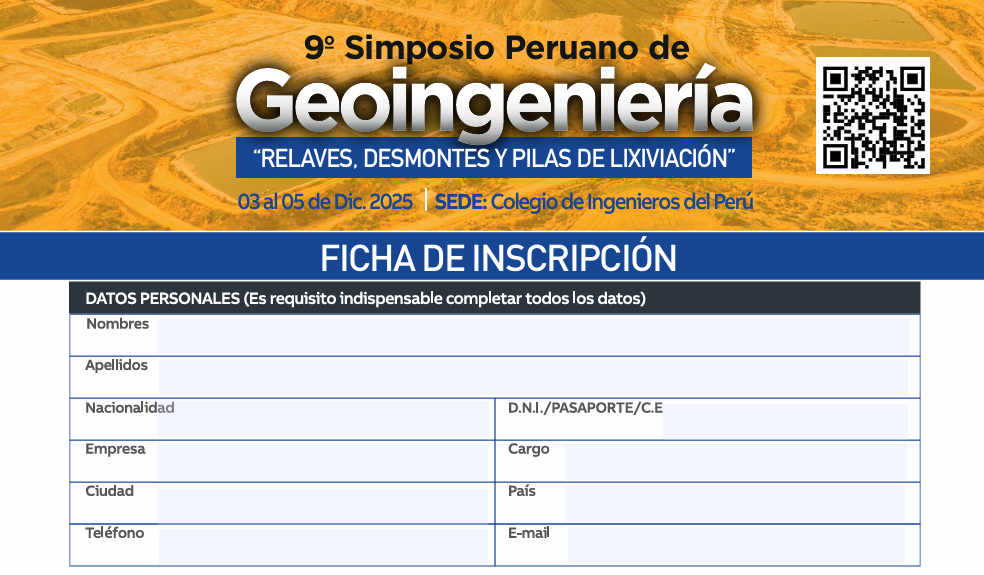 9º Simposio Peruano de
Geoingeniería
“RELAVES, DESMONTES Y PILAS DE LIXIVIACIÓN”
03 al 05 de Dic. 2025 | SEDE: Colegio de Ingenieros del Perú
FICHA DE INSCRIPCIÓN
DATOS PERSONALES (Es requisito indispensable completar todos los datos)
Nombres
Apellidos
Nacionalidad
D.N.I./PASAPORTE/C.E
Empresa
Cargo
Ciudad
País
Teléfono
E-mail